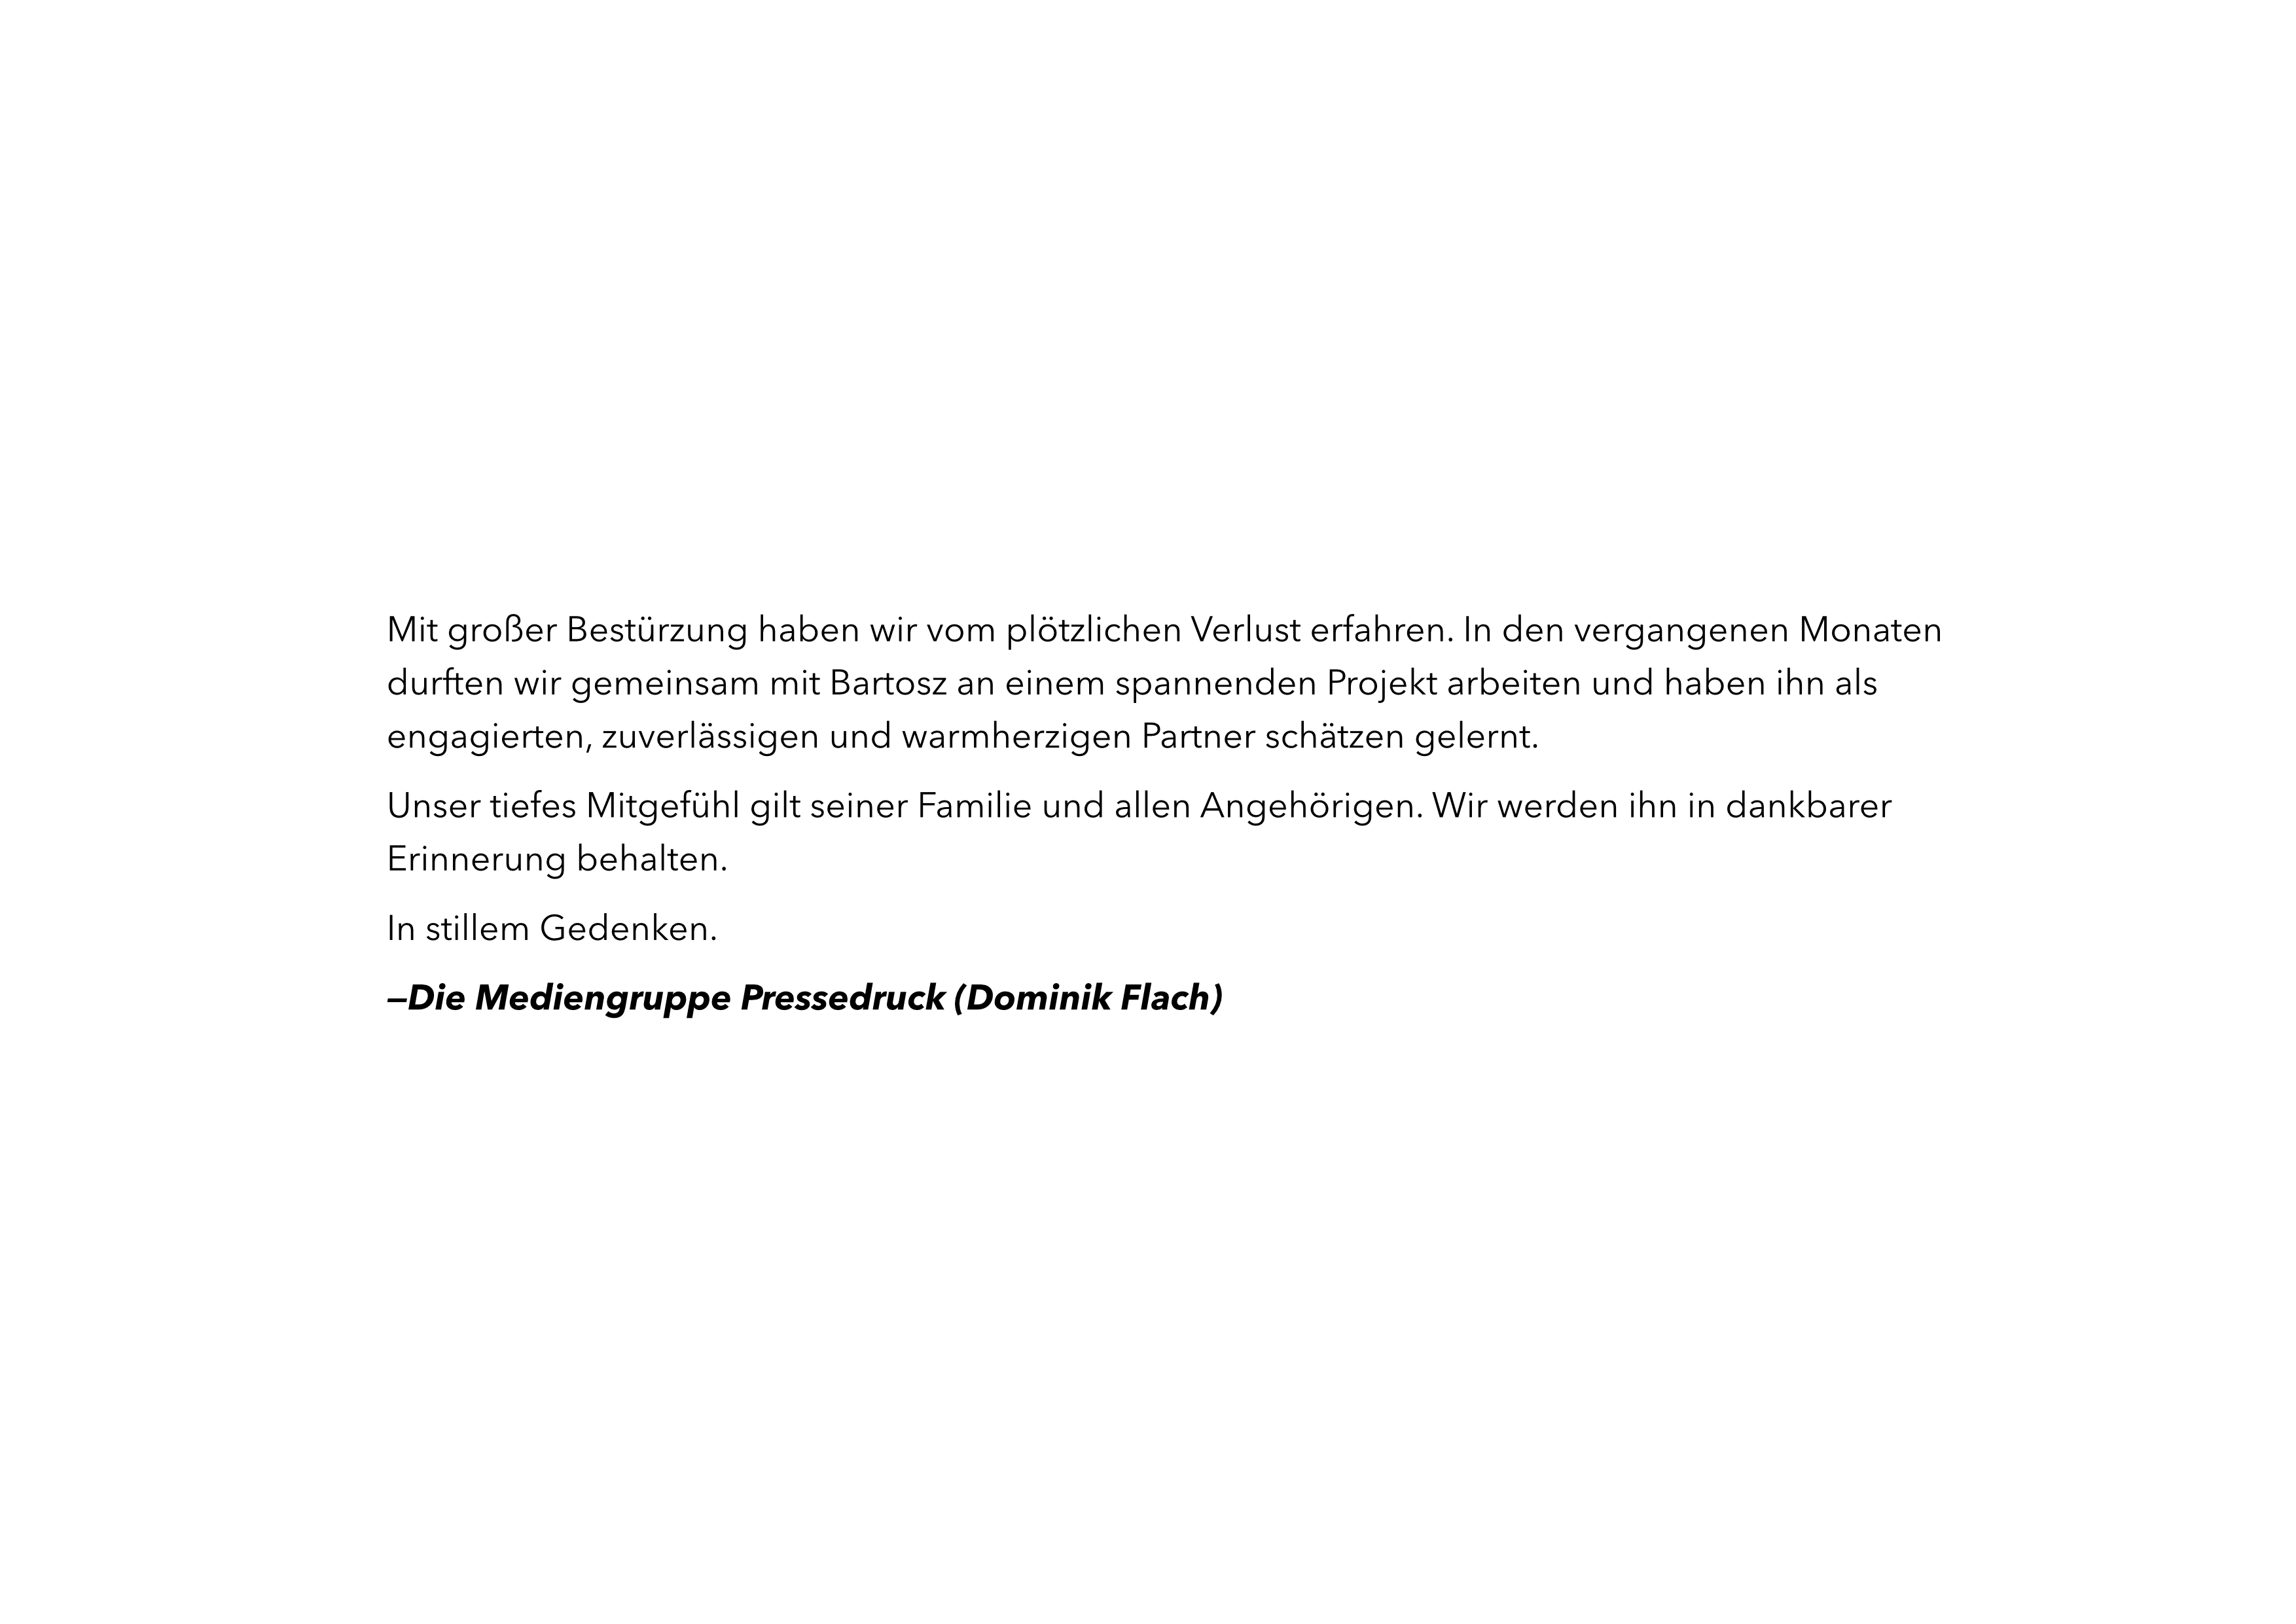 Mit großer Bestürzung haben wir vom plötzlichen Verlust erfahren. In den vergangenen Monaten
durften wir gemeinsam mit Bartosz an einem spannenden Projekt arbeiten und haben ihn als
engagierten, zuverlässigen und warmherzigen Partner schätzen gelernt.
Unser tiefes Mitgefühl gilt seiner Familie und allen Angehörigen. Wir werden ihn in dankbarer
Erinnerung behalten.
In stillem Gedenken.
—Die Mediengruppe Pressedruck (Dominik Flach)